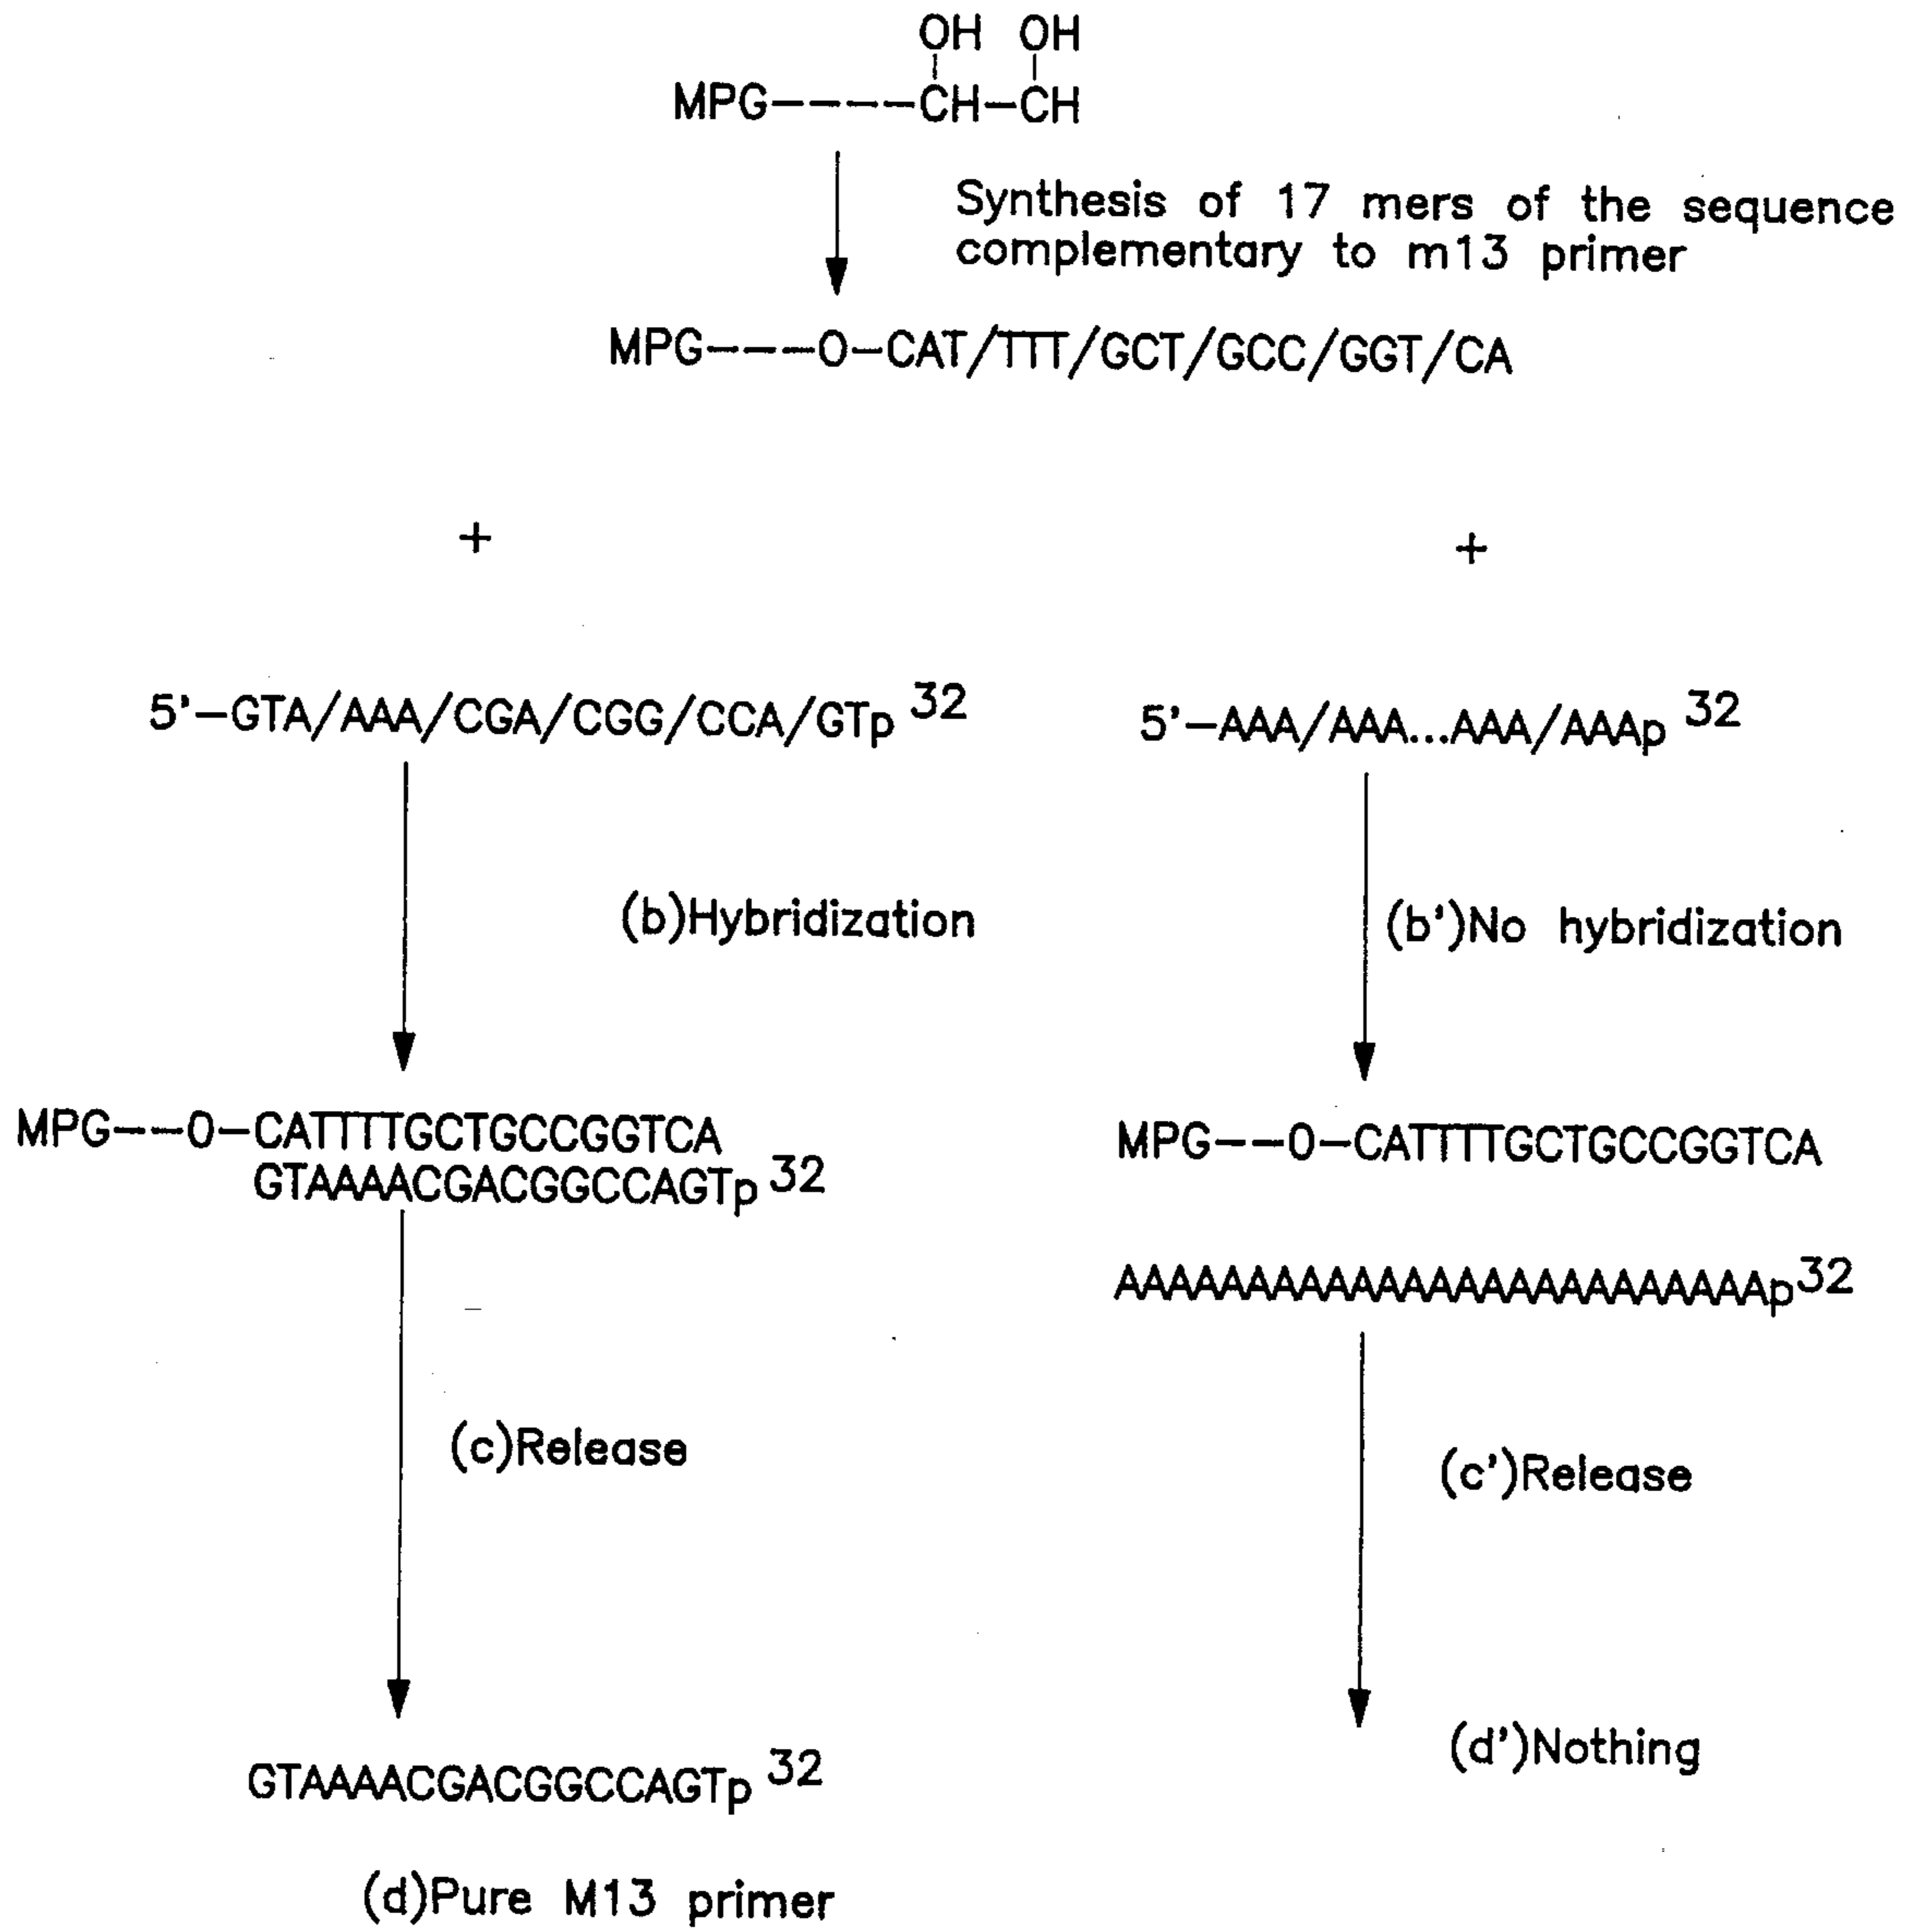 OH OH
MPG----CH-CH
Synthesis of 17 mers of the sequence
complementary to m13 primer
MPG---O-CAT/TTT/GCT/GCC/GGT/CA
+ +
5'-GTA/AAA/CGA/CGG/CCA/GTp 32
5'-AAA/AAA...AAA/AAAp 32
(b)Hybridization
(b')No hybridization
MPG--O-CATTTTGCTGCCGGTCA
GTAAAACGACGGCCAGTp 32
MPG--O-CATTTTGCTGCCGGTCA
AAAAAAAAAAAAAAAAAAAAAAAAAp32
(c)Release
(c')Release
GTAAAACGACGGCCAGTp 32
(d')Nothing
(d)Pure M13 primer